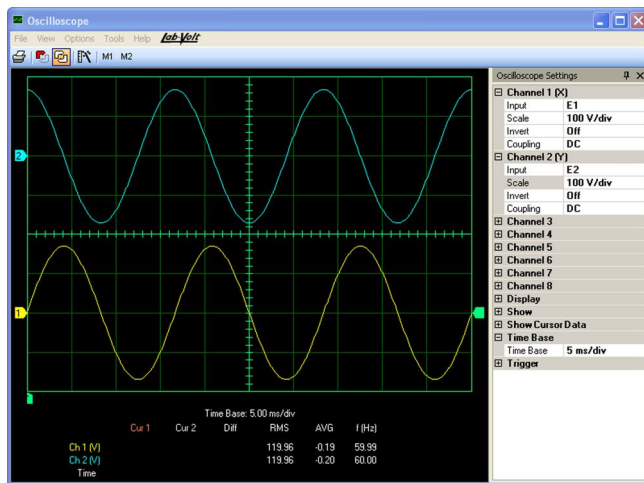 Oscilloscope
File View Options Tools Help Lab-Volt
M1 M2
2
1
Time Base: 5.00 ms/div
Cur 1 Cur 2 Diff RMS AVG f (Hz)
Ch 1 (V) 119.96 -0.19 59.99
Ch 2 (V) 119.96 -0.20 60.00
Time
Oscilloscope Settings
Channel 1 (X)
Input E1
Scale 100 V/div
Invert Off
Coupling DC
Channel 2 (Y)
Input E2
Scale 100 V/div
Invert Off
Coupling DC
Channel 3
Channel 4
Channel 5
Channel 6
Channel 7
Channel 8
Display
Show
Show Cursor Data
Time Base
Time Base 5 ms/div
Trigger